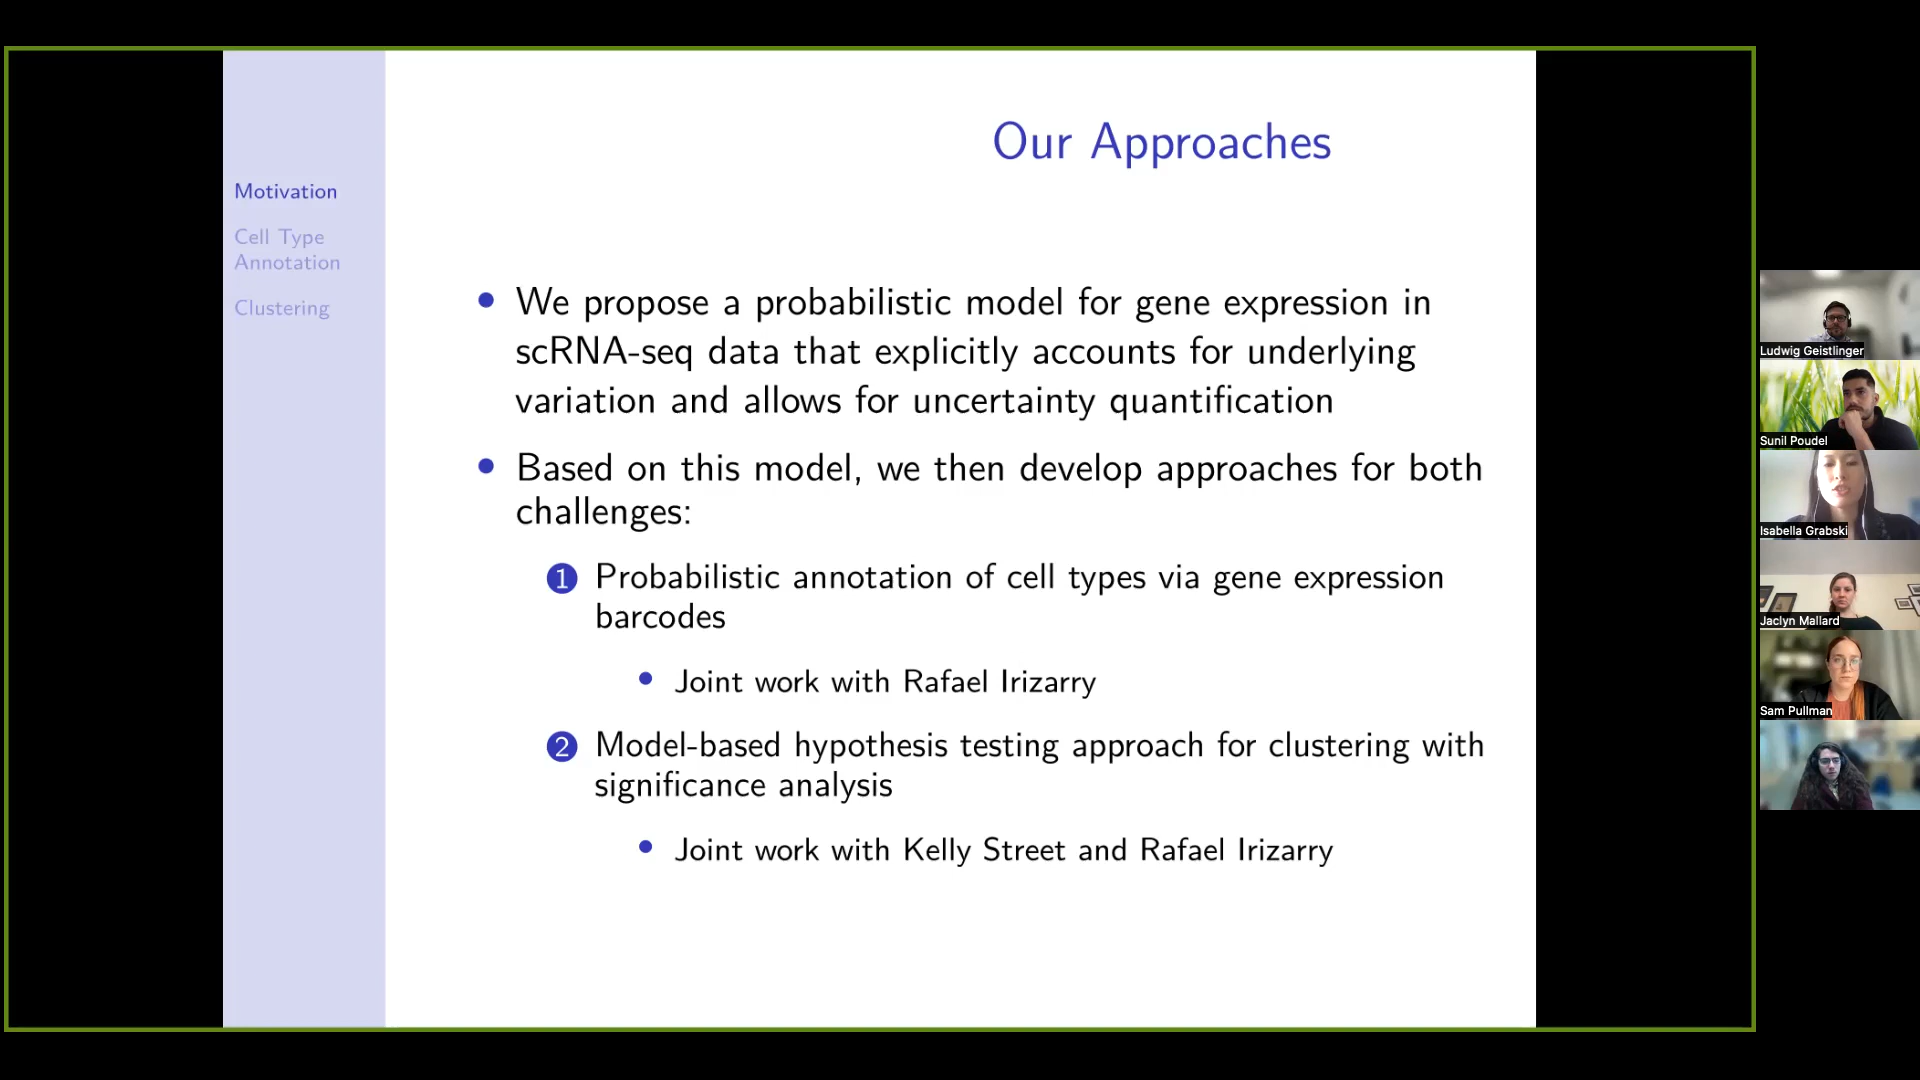 Our Approaches
Motivation
Cell Type
Annotation
Clustering
• We propose a probabilistic model for gene expression in
scRNA-seq data that explicitly accounts for underlying
variation and allows for uncertainty quantification
• Based on this model, we then develop approaches for both
challenges:
1 Probabilistic annotation of cell types via gene expression
barcodes
• Joint work with Rafael Irizarry
2 Model-based hypothesis testing approach for clustering with
significance analysis
• Joint work with Kelly Street and Rafael Irizarry
Ludwig Geistlinger
Sunil Poudel
Isabella Grabski
Jaclyn Mallard
Sam Pullman